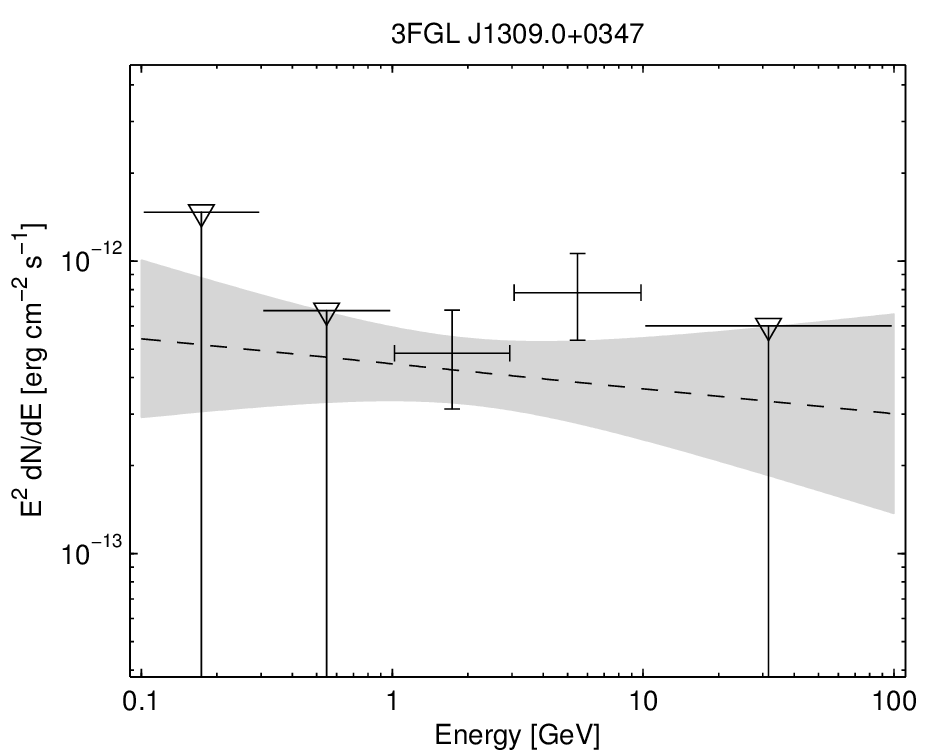 3FGL J1309.0+0347
E² dN/dE [erg cm⁻² s⁻¹]
10⁻¹²
10⁻¹³
0.1 1 10 100
Energy [GeV]